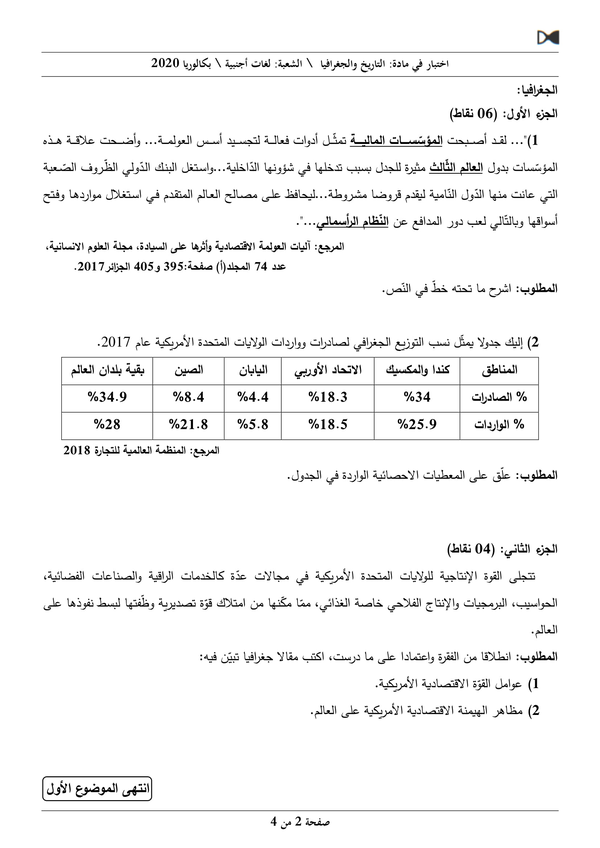 اختبار في مادة: التاريخ والجغرافيا \ الشعبة: لغات أجنبية \ بكالوريا 2020
الجغرافيا:
الجزء الأول: (06 نقاط)
1)"... لقد أصبحت المؤسّسات المالية تمثّل أدوات فعالة لتجسيد أسس العولمة... وأضحت علاقة هذه
المؤسّسات بدول العالم الثّالث مثيرة للجدل بسبب تدخلها في شؤونها الدّاخلية...واستغل البنك الدّولي الظّروف الصّعبة
التي عانت منها الدّول النّامية ليقدم قروضا مشروطة...ليحافظ على مصالح العالم المتقدم في استغلال مواردها وفتح
أسواقها وبالتّالي لعب دور المدافع عن النّظام الرأسمالي...".
المرجع: آليات العولمة الاقتصادية وأثرها على السيادة، مجلة العلوم الانسانية،
عدد 74 المجلد(أ) صفحة:395 و405 الجزائر2017.
المطلوب: اشرح ما تحته خطّ في النّص.
2) إليك جدولا يمثّل نسب التوزيع الجغرافي لصادرات وواردات الولايات المتحدة الأمريكية عام 2017.
المناطق كندا والمكسيك الاتحاد الأوربي اليابان الصين بقية بلدان العالم
% الصادرات 34% 18.3% 4.4% 8.4% 34.9%
% الواردات 25.9% 18.5% 5.8% 21.8% 28%
المرجع: المنظمة العالمية للتجارة 2018
المطلوب: علّق على المعطيات الاحصائية الواردة في الجدول.
الجزء الثاني: (04 نقاط)
تتجلى القوة الإنتاجية للولايات المتحدة الأمريكية في مجالات عدّة كالخدمات الراقية والصناعات الفضائية،
الحواسيب، البرمجيات والإنتاج الفلاحي خاصة الغذائي، ممّا مكّنها من امتلاك قوّة تصديرية وظّفتها لبسط نفوذها على
العالم.
المطلوب: انطلاقا من الفقرة واعتمادا على ما درست، اكتب مقالا جغرافيا تبيّن فيه:
1) عوامل القوّة الاقتصادية الأمريكية.
2) مظاهر الهيمنة الاقتصادية الأمريكية على العالم.
انتهى الموضوع الأول
صفحة 2 من 4